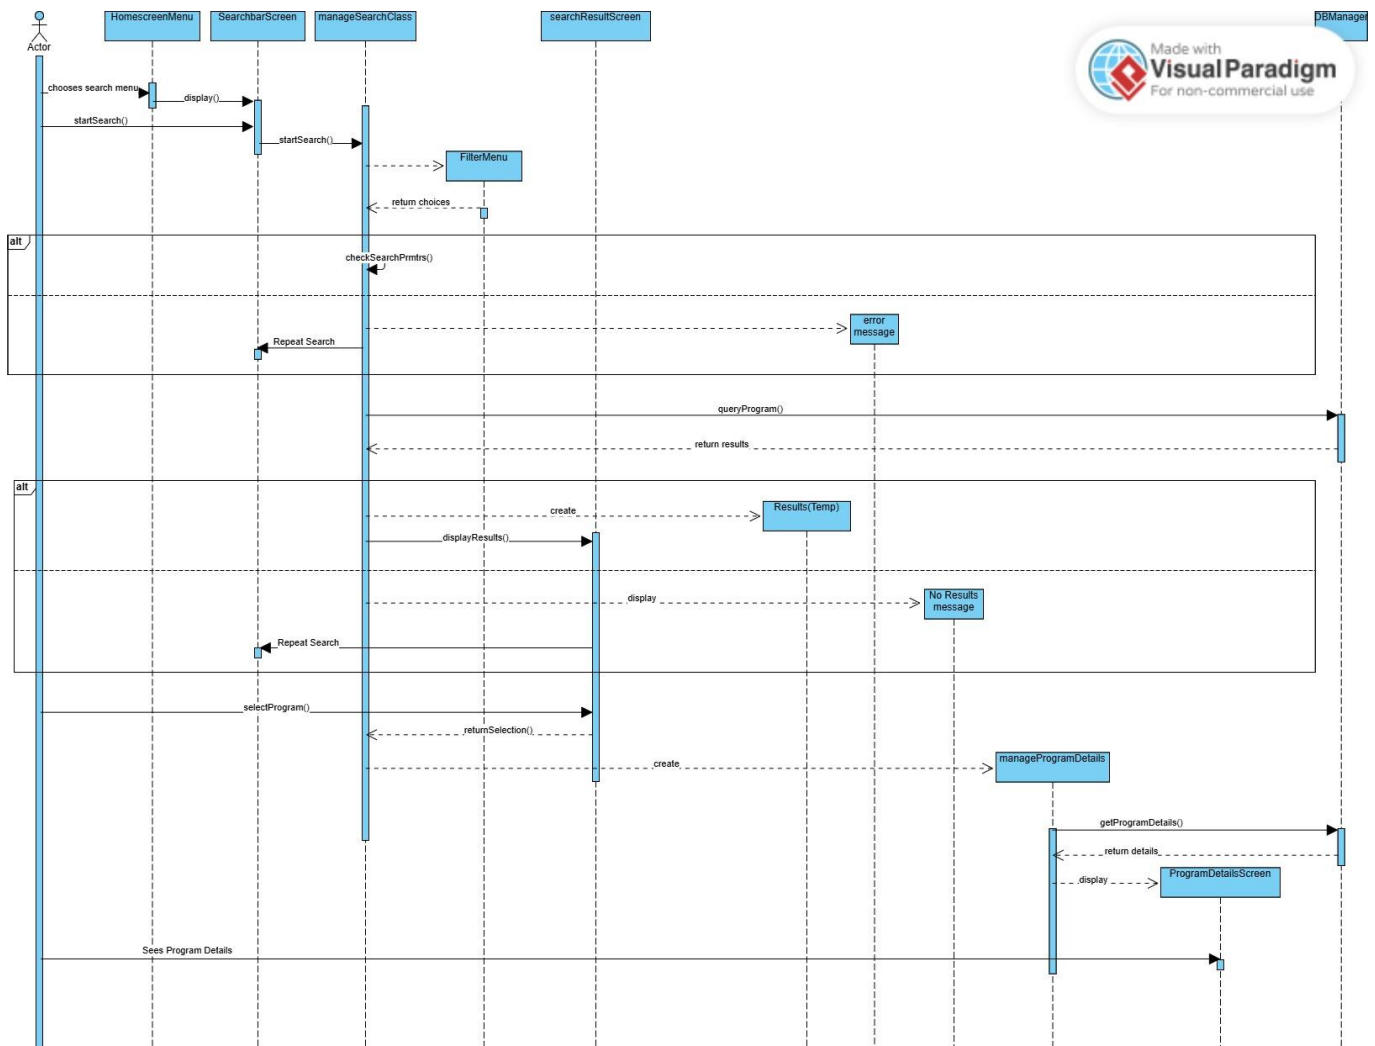 HomescreenMenu
SearchbarScreen
manageSearchClass
searchResultScreen
DBManager
Actor
Made with
Visual Paradigm
For non-commercial use
chooses search menu
display()
startSearch()
startSearch()
FilterMenu
return choices
alt
checkSearchPrmtrs()
error
message
Repeat Search
queryProgram()
return results
alt
create
Results(Temp)
displayResults()
display
No Results
message
Repeat Search
selectProgram()
returnSelection()
create
manageProgramDetails
getProgramDetails()
return details
display
ProgramDetailsScreen
Sees Program Details